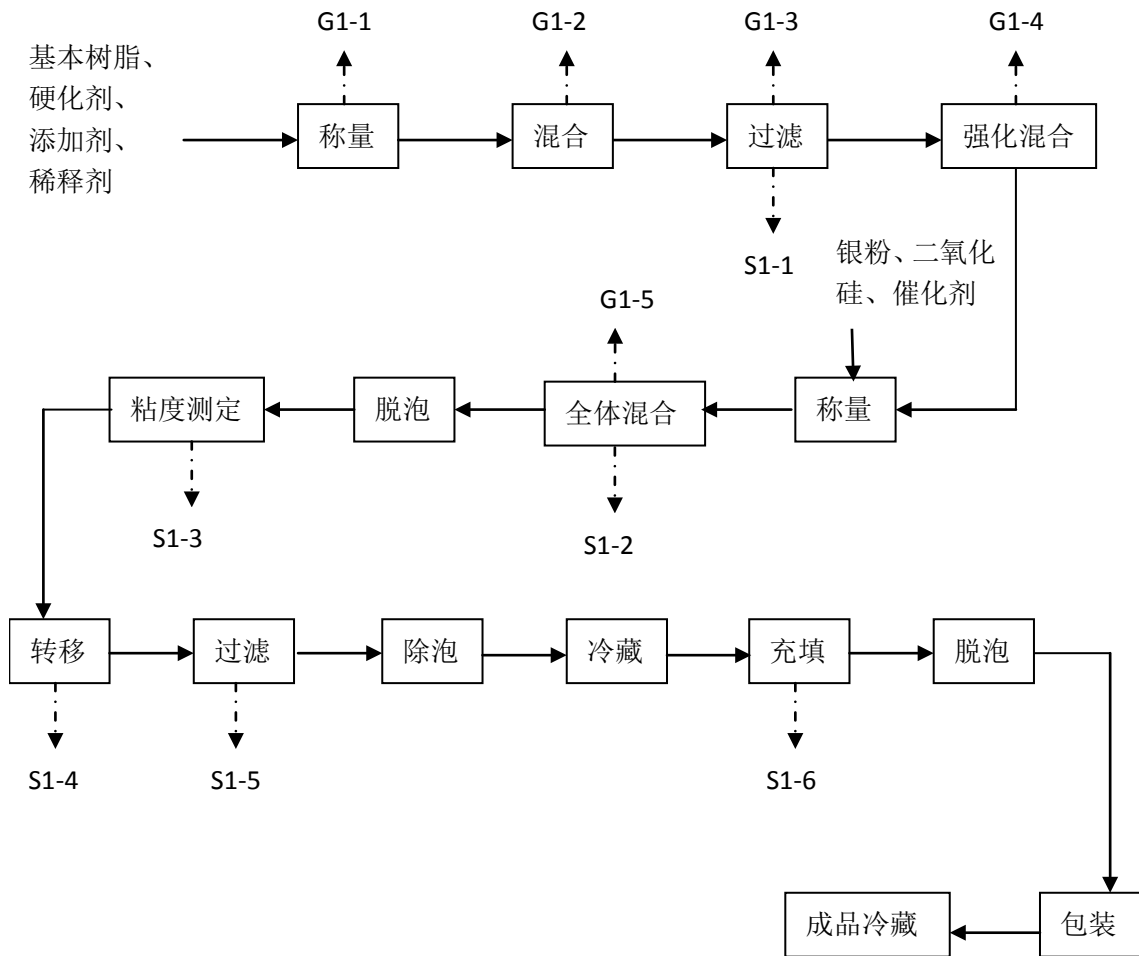 G1-1
G1-2
G1-3
G1-4
基本树脂、
硬化剂、
添加剂、
稀释剂
称量
混合
过滤
强化混合
S1-1
银粉、二氧化
硅、催化剂
G1-5
粘度测定
脱泡
全体混合
称量
S1-3
S1-2
转移
过滤
除泡
冷藏
充填
脱泡
S1-4
S1-5
S1-6
成品冷藏
包装